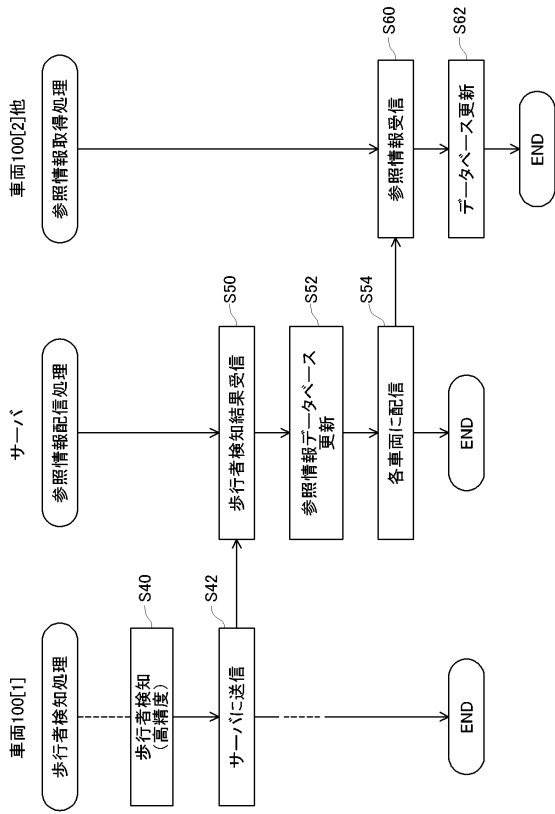 車両100[1]
歩行者検知処理
歩行者検知
(高精度)
S40
サーバに送信
S42
END
サーバ
参照情報配信処理
歩行者検知結果受信
S50
参照情報データベース
更新
S52
各車両に配信
S54
END
車両100[2]他
参照情報取得処理
参照情報受信
S60
データベース更新
S62
END